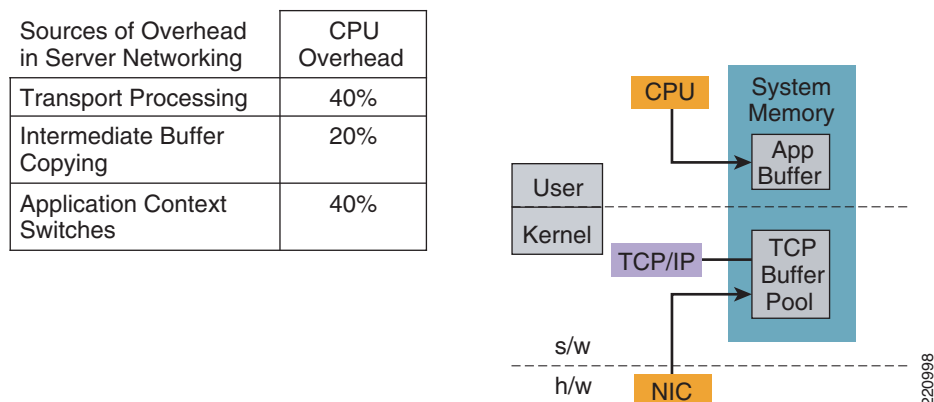 Sources of Overhead
in Server Networking
CPU
Overhead
Transport Processing
40%
Intermediate Buffer
Copying
20%
Application Context
Switches
40%
CPU
System
Memory
App
Buffer
User
Kernel
TCP/IP
TCP
Buffer
Pool
s/w
h/w
NIC
220998